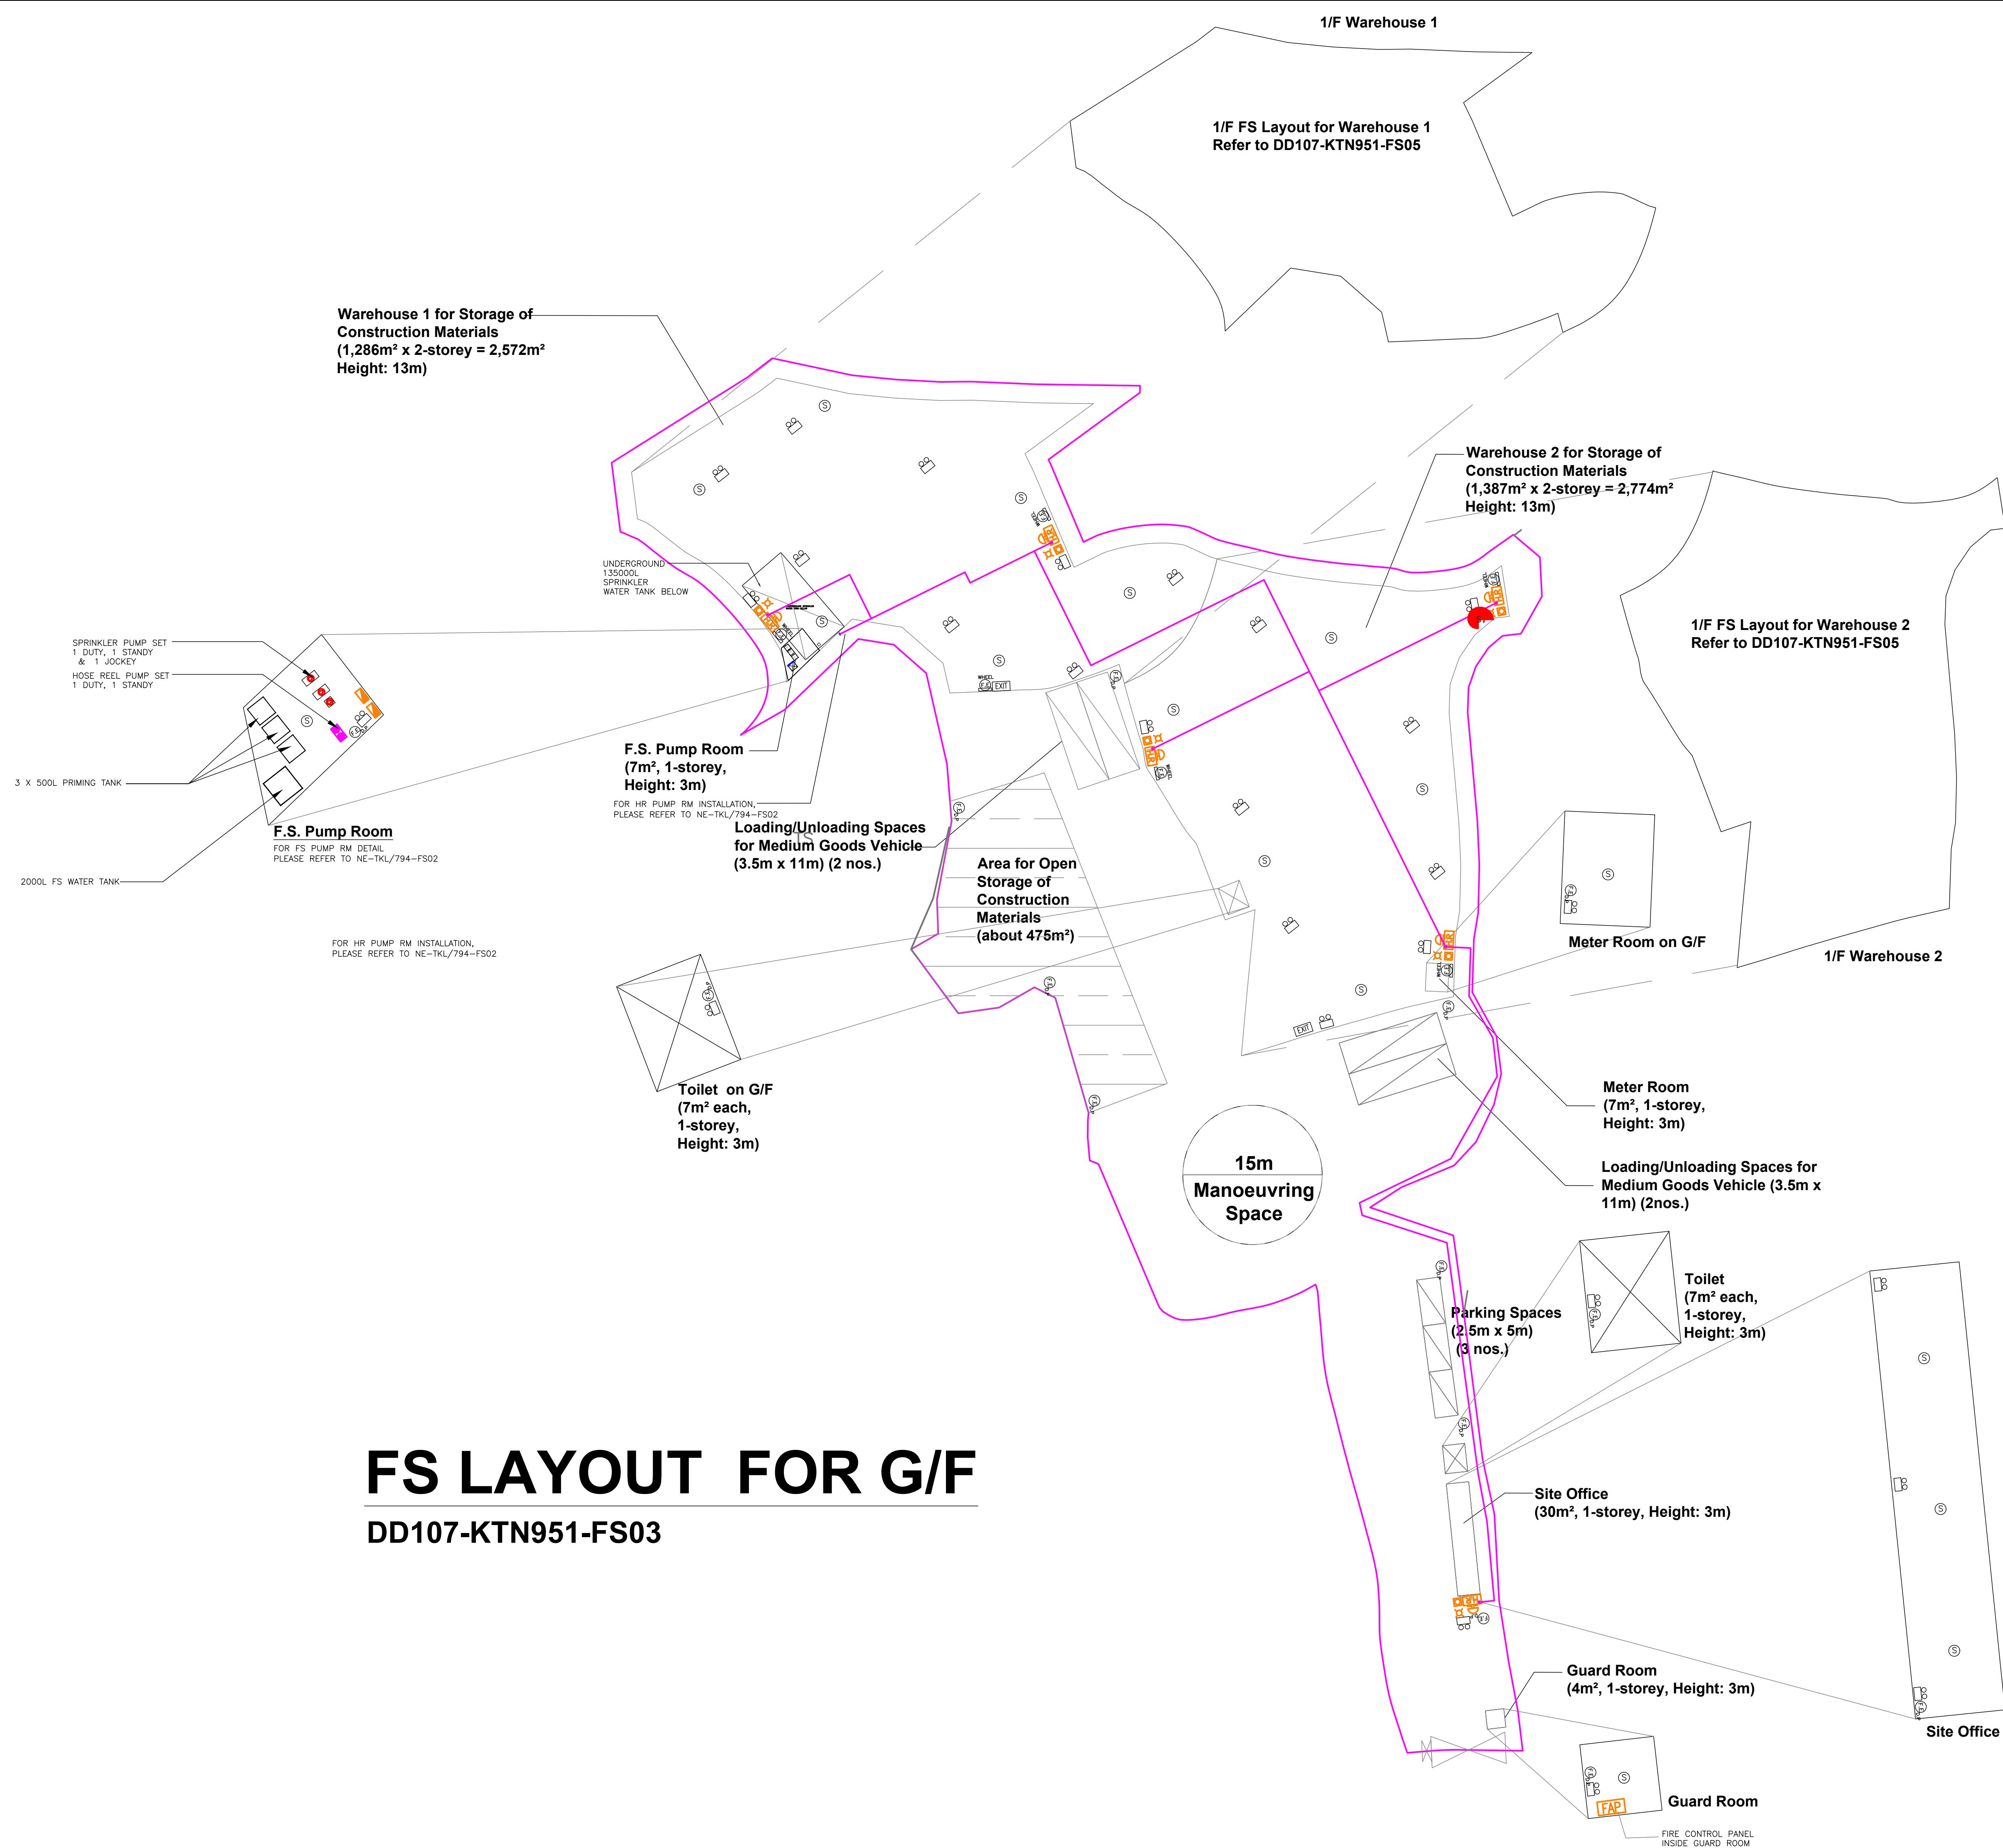 1/F Warehouse 1
1/F FS Layout for Warehouse 1
Refer to DD107-KTN951-FS05
Warehouse 1 for Storage of
Construction Materials
(1,286m² x 2-storey = 2,572m²
Height: 13m)
Warehouse 2 for Storage of
Construction Materials
(1,387m² x 2-storey = 2,774m²
Height: 13m)
UNDERGROUND
135000L
SPRINKLER
WATER TANK BELOW
1/F FS Layout for Warehouse 2
Refer to DD107-KTN951-FS05
SPRINKLER PUMP SET
1 DUTY, 1 STANDY
& 1 JOCKEY
HOSE REEL PUMP SET
1 DUTY, 1 STANDY
3 X 500L PRIMING TANK
F.S. Pump Room
FOR FS PUMP RM DETAIL
PLEASE REFER TO NE-TKL/794-FS02
2000L FS WATER TANK
F.S. Pump Room
(7m², 1-storey,
Height: 3m)
FOR HR PUMP RM INSTALLATION,
PLEASE REFER TO NE-TKL/794-FS02
TS
Loading/Unloading Spaces
for Medium Goods Vehicle
(3.5m x 11m) (2 nos.)
Area for Open
Storage of
Construction
Materials
(about 475m²)
FOR HR PUMP RM INSTALLATION,
PLEASE REFER TO NE-TKL/794-FS02
WHEEL
F.E.
EXIT
S
HR
WHEEL
F.E.
D.P
EXIT
Meter Room on G/F
1/F Warehouse 2
Toilet on G/F
(7m² each,
1-storey,
Height: 3m)
Meter Room
(7m², 1-storey,
Height: 3m)
15m
Manoeuvring
Space
Loading/Unloading Spaces for
Medium Goods Vehicle (3.5m x
11m) (2nos.)
Toilet
(7m² each,
1-storey,
Height: 3m)
Parking Spaces
(2.5m x 5m)
(3 nos.)
FS LAYOUT FOR G/F
DD107-KTN951-FS03
Site Office
(30m², 1-storey, Height: 3m)
Guard Room
(4m², 1-storey, Height: 3m)
Site Office
Guard Room
FAP
FIRE CONTROL PANEL
INSIDE GUARD ROOM